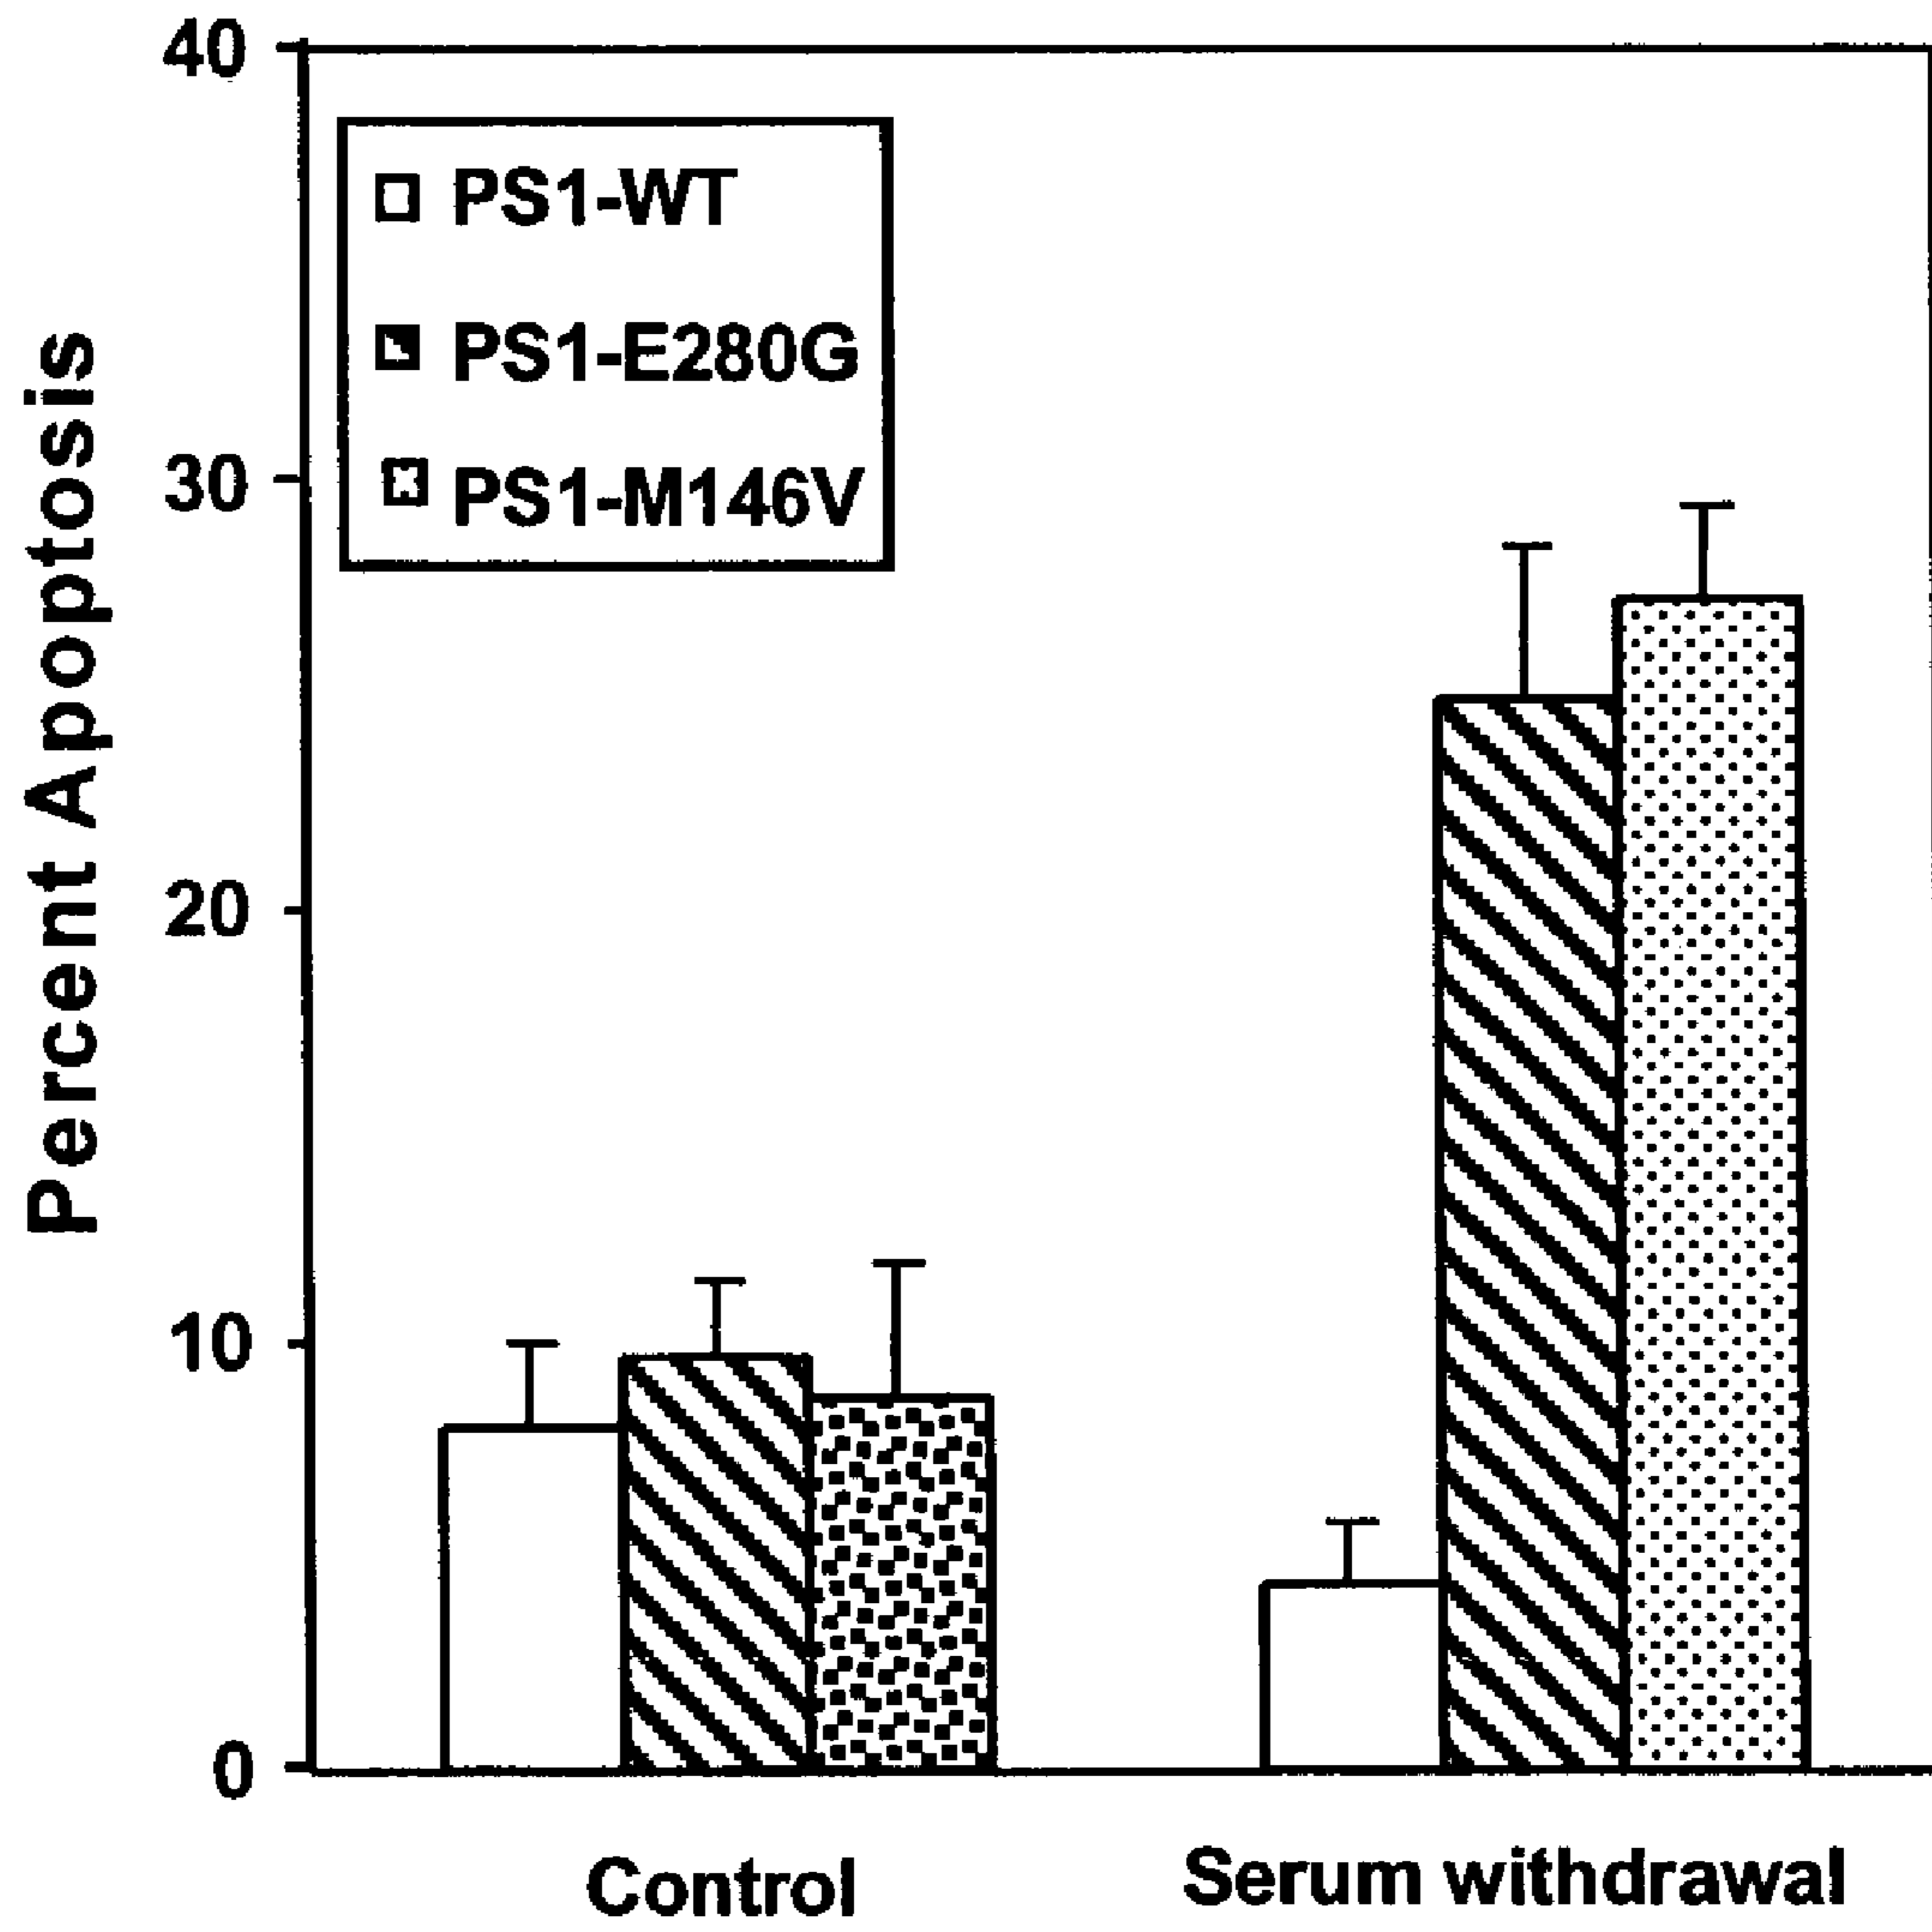 40
30
20
10
0
Percent Apoptosis
PS1-WT
PS1-E280G
PS1-M146V
Control
Serum withdrawal